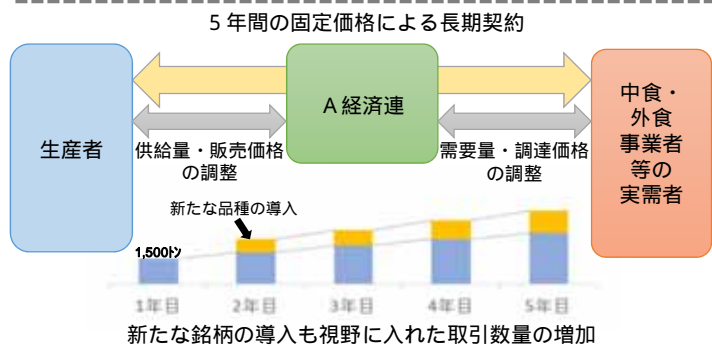 5年間の固定価格による長期契約
生産者
A経済連
中食・
外食
事業者
等の
実需者
供給量・販売価格
の調整
需要量・調達価格
の調整
新たな品種の導入
1,500㌧
1年目
2年目
3年目
4年目
5年目
新たな銘柄の導入も視野に入れた取引数量の増加